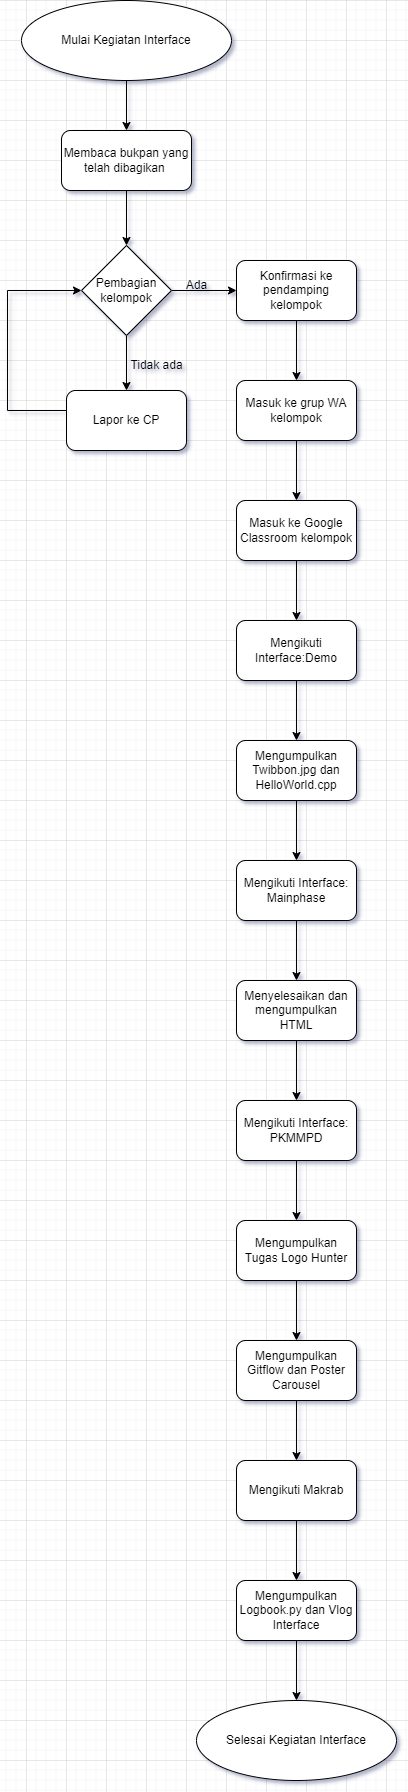 Mulai Kegiatan Interface
Membaca bukpan yang
telah dibagikan
Pembagian
kelompok
Ada
Tidak ada
Lapor ke CP
Konfirmasi ke
pendamping
kelompok
Masuk ke grup WA
kelompok
Masuk ke Google
Classroom kelompok
Mengikuti
Interface:Demo
Mengumpulkan
Twibbon.jpg dan
HelloWorld.cpp
Mengikuti Interface:
Mainphase
Menyelesaikan dan
mengumpulkan
HTML
Mengikuti Interface:
PKMMPD
Mengumpulkan
Tugas Logo Hunter
Mengumpulkan
Gitflow dan Poster
Carousel
Mengikuti Makrab
Mengumpulkan
Logbook.py dan Vlog
Interface
Selesai Kegiatan Interface